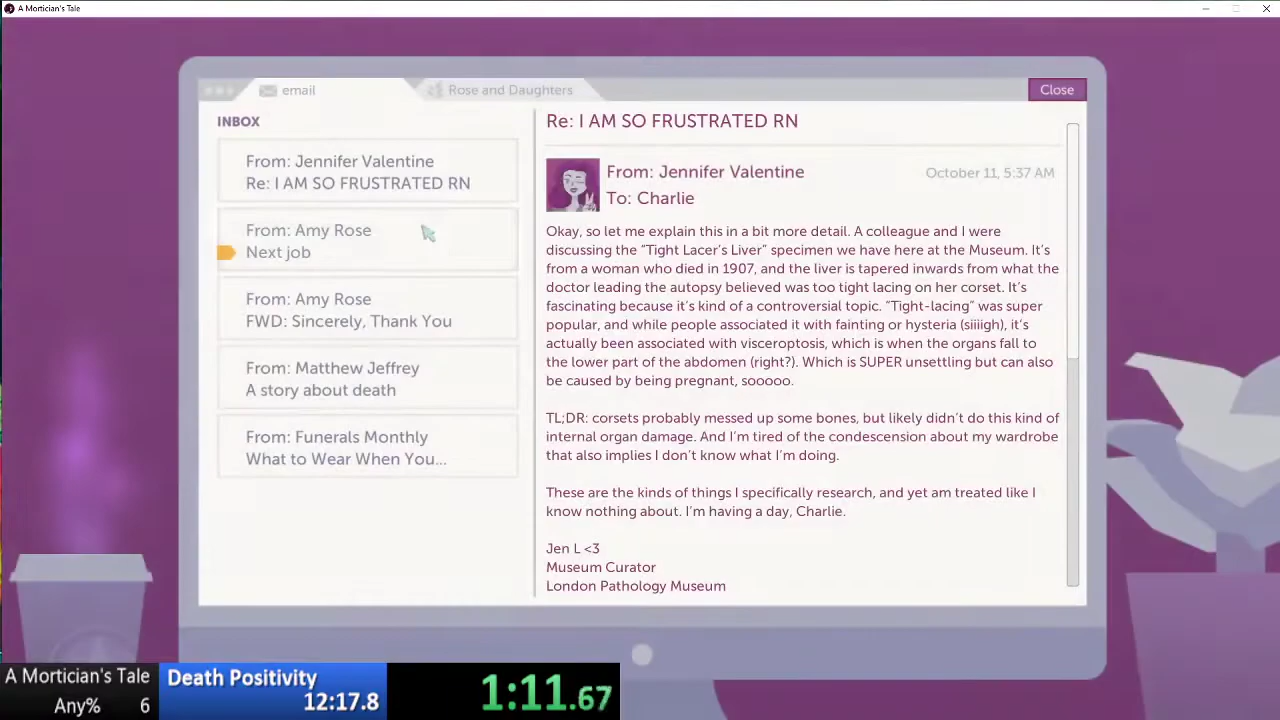 A Mortician's Tale
email
Rose and Daughters
Close
INBOX
From: Jennifer Valentine
Re: I AM SO FRUSTRATED RN
From: Amy Rose
Next job
From: Amy Rose
FWD: Sincerely, Thank You
From: Matthew Jeffrey
A story about death
From: Funerals Monthly
What to Wear When You...
Re: I AM SO FRUSTRATED RN
From: Jennifer Valentine
October 11, 5:37 AM
To: Charlie
Okay, so let me explain this in a bit more detail. A colleague and I were
discussing the “Tight Lacer’s Liver” specimen we have here at the Museum. It’s
from a woman who died in 1907, and the liver is tapered inwards from what the
doctor leading the autopsy believed was too tight lacing on her corset. It’s
fascinating because it’s kind of a controversial topic. “Tight-lacing” was super
popular, and while people associated it with fainting or hysteria (siiiigh), it’s
actually been associated with visceroptosis, which is when the organs fall to
the lower part of the abdomen (right?). Which is SUPER unsettling but can also
be caused by being pregnant, sooooo.
TL;DR: corsets probably messed up some bones, but likely didn’t do this kind of
internal organ damage. And I’m tired of the condescension about my wardrobe
that also implies I don’t know what I’m doing.
These are the kinds of things I specifically research, and yet am treated like I
know nothing about. I’m having a day, Charlie.
Jen L <3
Museum Curator
London Pathology Museum
A Mortician's Tale
Any% 6
Death Positivity
12:17.8
1:11.67